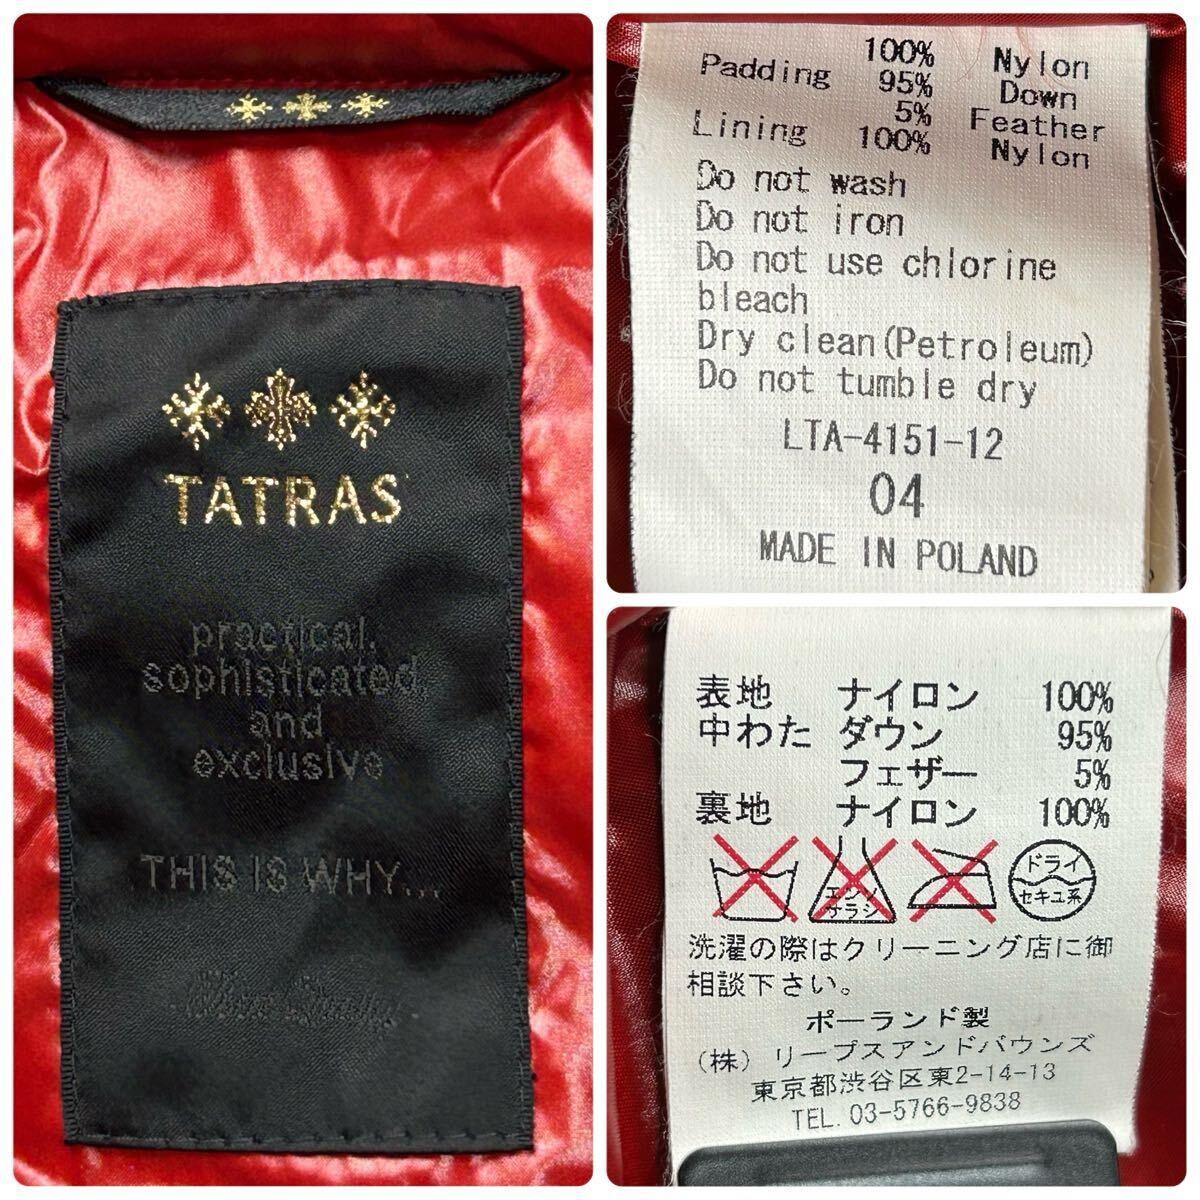 TATRAS
practical,
sophisticated,
and
exclusive
THIS IS WHY...
100% Nylon
Padding 95% Down
5% Feather
Lining 100% Nylon
Do not wash
Do not iron
Do not use chlorine
bleach
Dry clean(Petroleum)
Do not tumble dry
LTA-4151-12
04
MADE IN POLAND
表地 ナイロン 100%
中わた ダウン 95%
フェザー 5%
裏地 ナイロン 100%
エンソ
サラシ
ドライ
セキユ系
洗濯の際はクリーニング店に御
相談下さい。
ポーランド製
(株) リープスアンドバウンズ
東京都渋谷区東2-14-13
TEL. 03-5766-9838